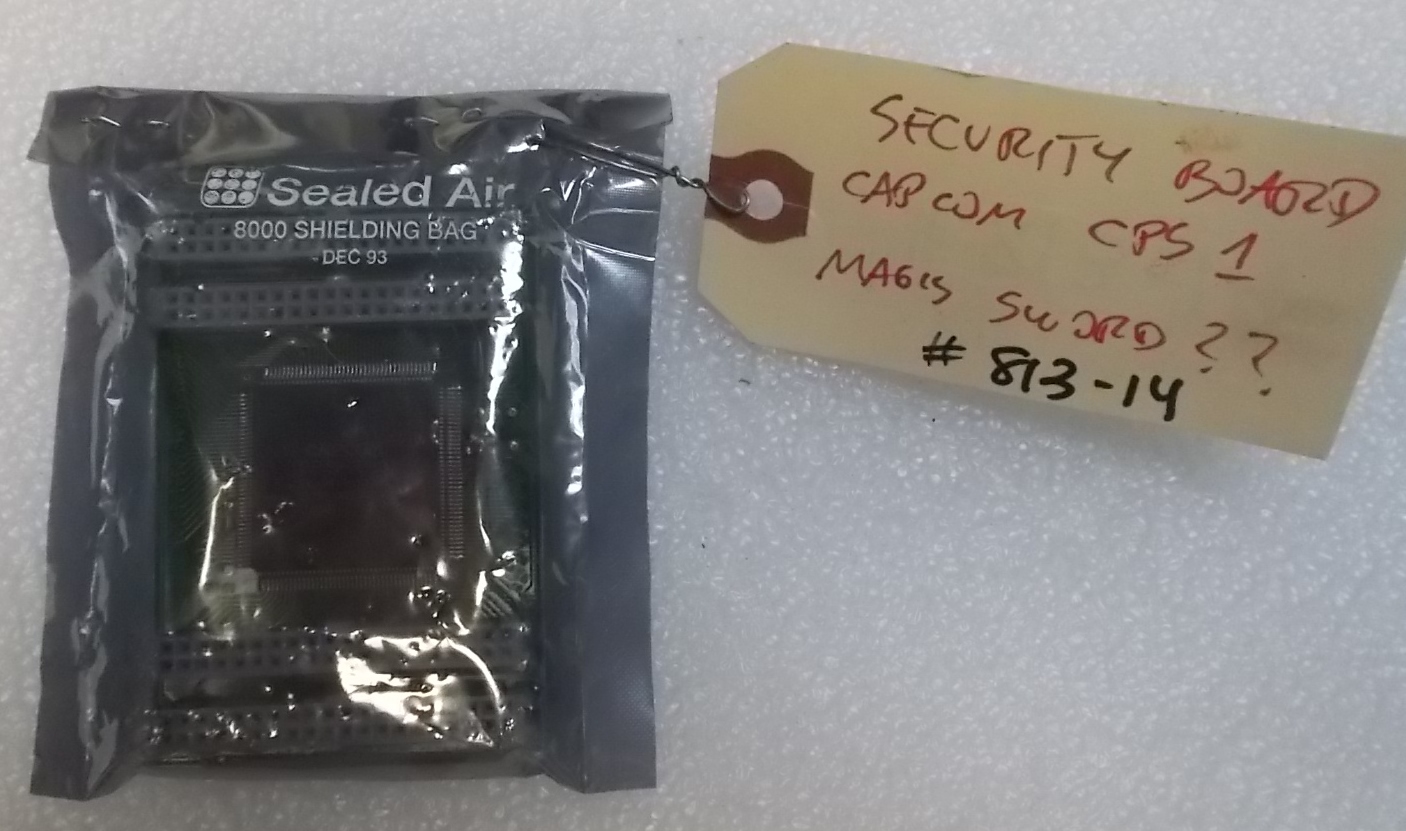 Sealed Air
8000 SHIELDING BAG
DEC 93
SECURITY BOARD
CAPCOM CPS 1
MAGIC SWORD ??
# 813-14